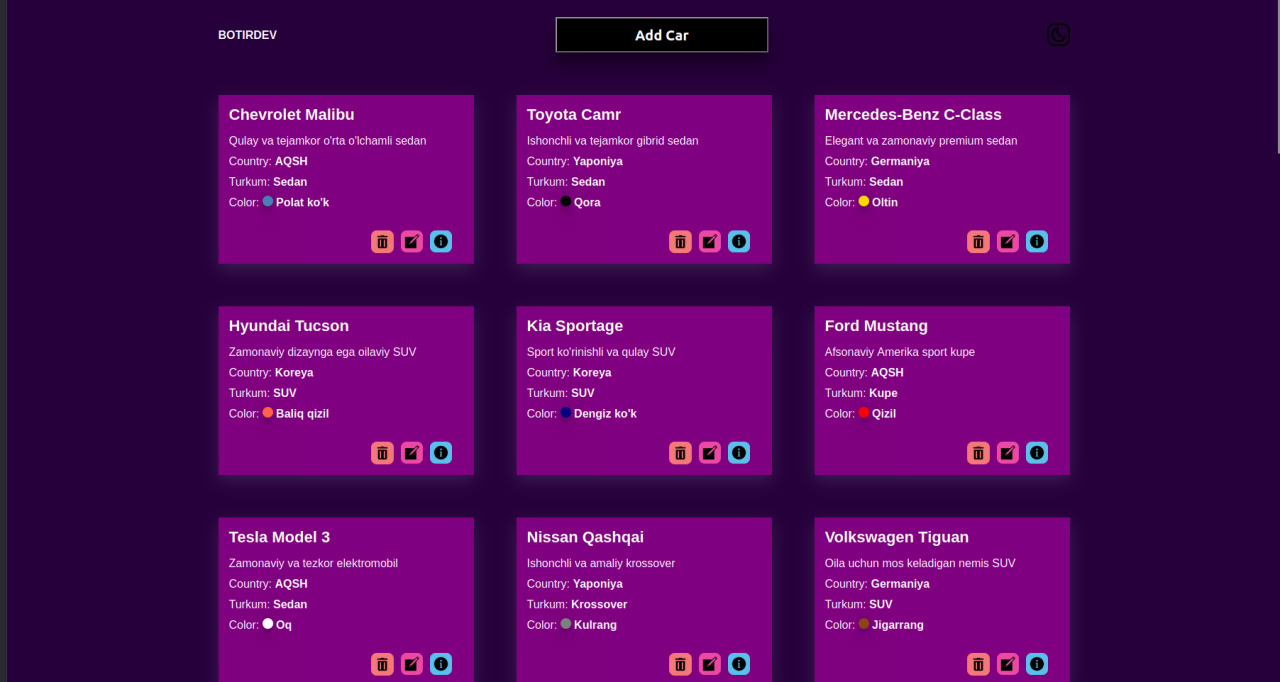 BOTIRDEV
Add Car
Chevrolet Malibu
Qulay va tejamkor o'rta o'lchamli sedan
Country: AQSH
Turkum: Sedan
Color: Polat ko'k
Toyota Camr
Ishonchli va tejamkor gibrid sedan
Country: Yaponiya
Turkum: Sedan
Color: Qora
Mercedes-Benz C-Class
Elegant va zamonaviy premium sedan
Country: Germaniya
Turkum: Sedan
Color: Oltin
Hyundai Tucson
Zamonaviy dizaynga ega oilaviy SUV
Country: Koreya
Turkum: SUV
Color: Baliq qizil
Kia Sportage
Sport ko'rinishli va qulay SUV
Country: Koreya
Turkum: SUV
Color: Dengiz ko'k
Ford Mustang
Afsonaviy Amerika sport kupe
Country: AQSH
Turkum: Kupe
Color: Qizil
Tesla Model 3
Zamonaviy va tezkor elektromobil
Country: AQSH
Turkum: Sedan
Color: Oq
Nissan Qashqai
Ishonchli va amaliy krossover
Country: Yaponiya
Turkum: Krossover
Color: Kulrang
Volkswagen Tiguan
Oila uchun mos keladigan nemis SUV
Country: Germaniya
Turkum: SUV
Color: Jigarrang